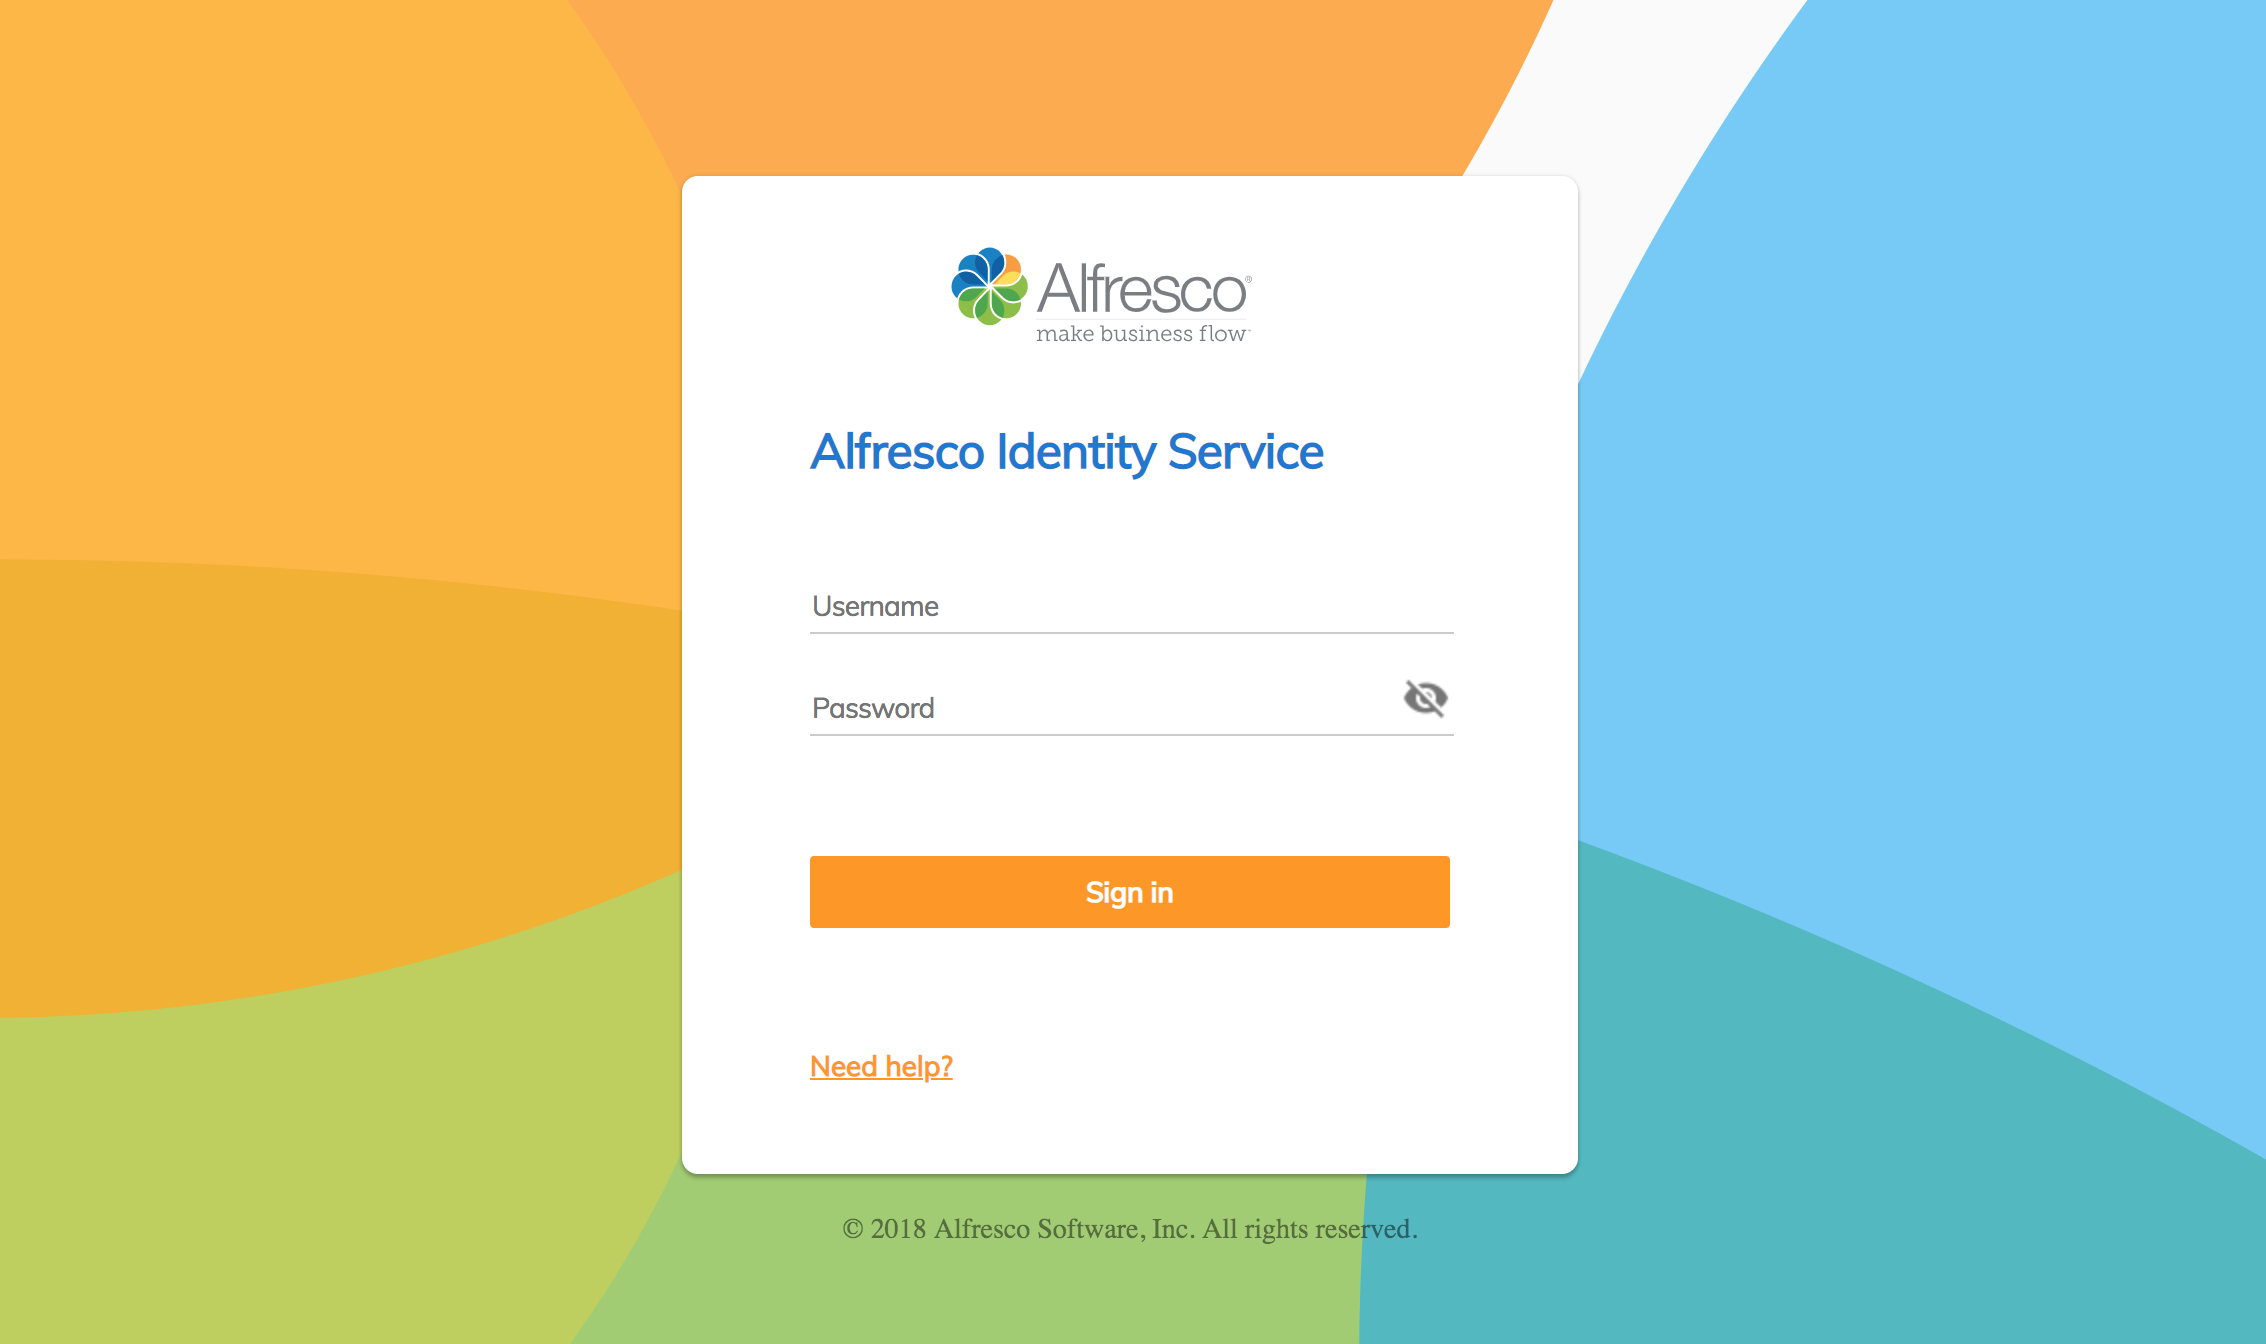 Alfresco®
make business flow™
Alfresco Identity Service
Username
Password
Sign in
Need help?
© 2018 Alfresco Software, Inc. All rights reserved.